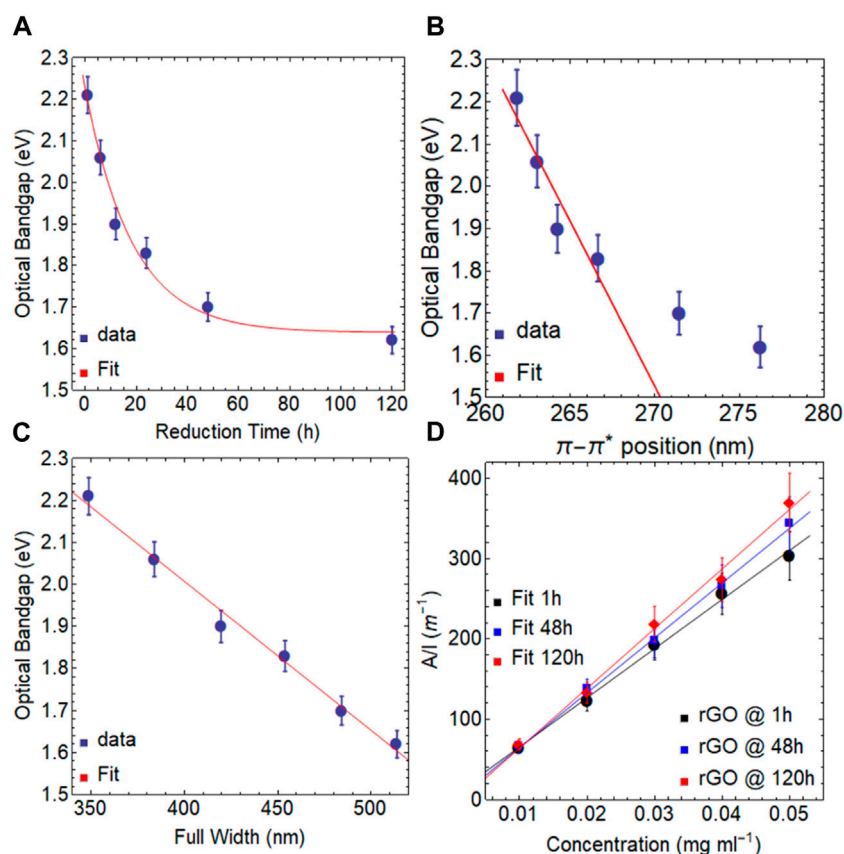 A
Optical Bandgap (eV)
2.3
2.2
2.1
2.0
1.9
1.8
1.7
1.6
1.5
data
Fit
0 20 40 60 80 100 120
Reduction Time (h)
B
Optical Bandgap (eV)
2.3
2.2
2.1
2.0
1.9
1.8
1.7
1.6
1.5
data
Fit
260 265 270 275 280
π−π* position (nm)
C
Optical Bandgap (eV)
2.3
2.2
2.1
2.0
1.9
1.8
1.7
1.6
1.5
data
Fit
350 400 450 500
Full Width (nm)
D
A/l (m⁻¹)
400
300
200
100
0
Fit 1h
Fit 48h
Fit 120h
rGO @ 1h
rGO @ 48h
rGO @ 120h
0.01 0.02 0.03 0.04 0.05
Concentration (mg ml⁻¹)